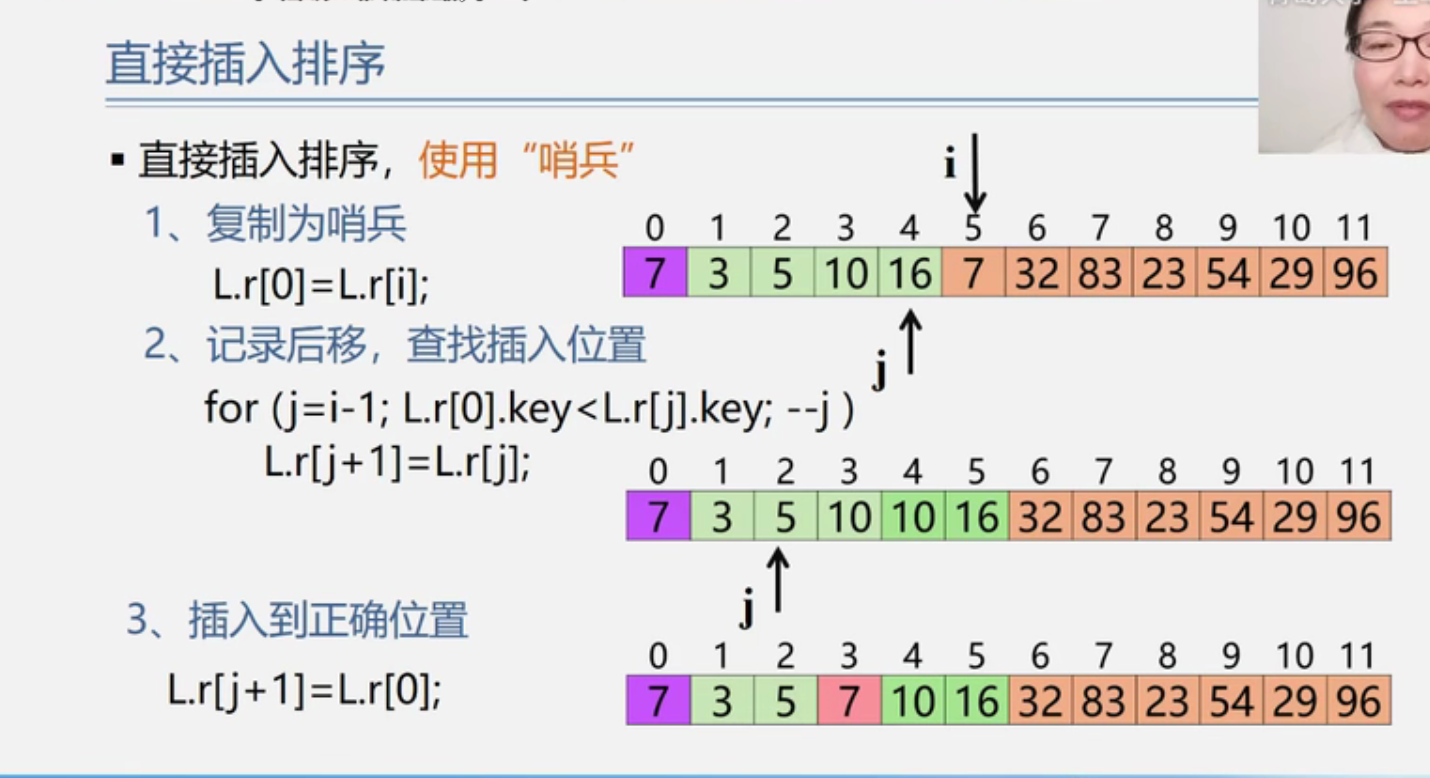 直接插入排序
▪ 直接插入排序，使用“哨兵”
1、复制为哨兵
L.r[0]=L.r[i];
i
0 1 2 3 4 5 6 7 8 9 10 11
7 3 5 10 16 7 32 83 23 54 29 96
j
2、记录后移，查找插入位置
for (j=i-1; L.r[0].key<L.r[j].key; --j )
L.r[j+1]=L.r[j];
0 1 2 3 4 5 6 7 8 9 10 11
7 3 5 10 10 16 32 83 23 54 29 96
j
3、插入到正确位置
L.r[j+1]=L.r[0];
0 1 2 3 4 5 6 7 8 9 10 11
7 3 5 7 10 16 32 83 23 54 29 96